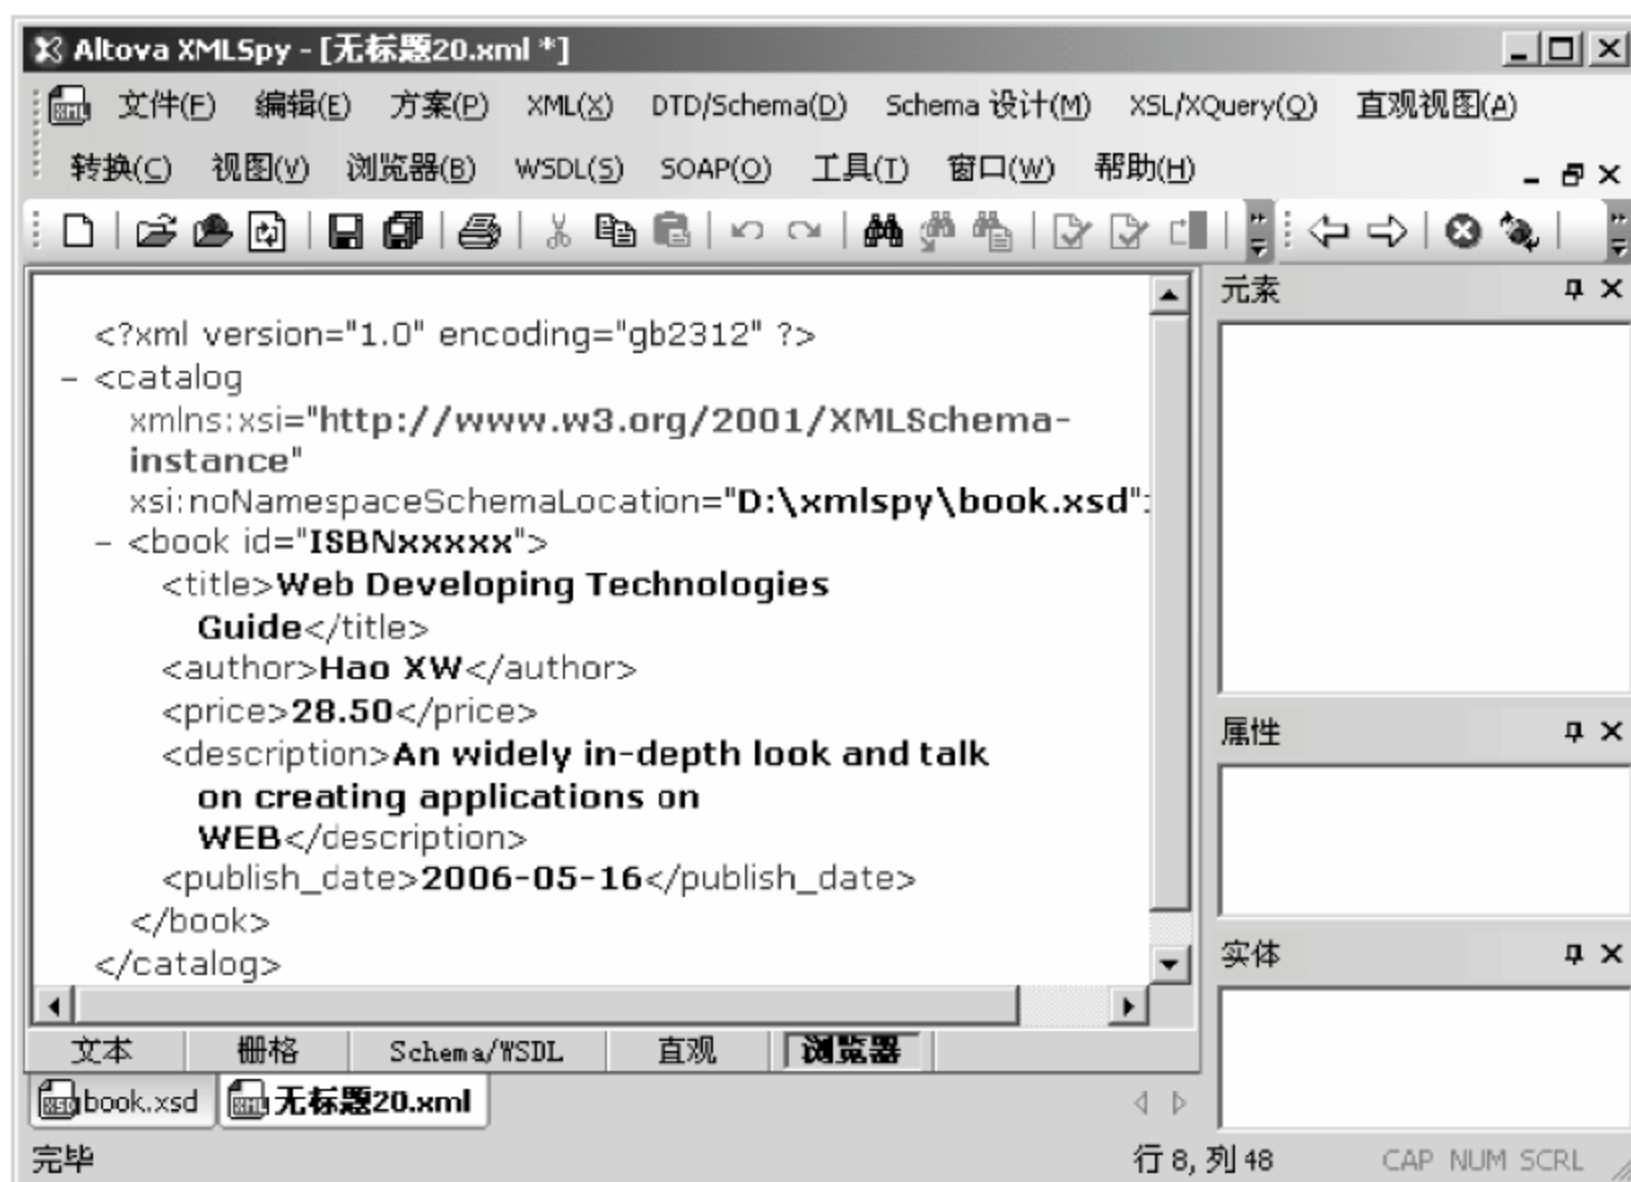 Altova XMLSpy - [无标题20.xml *]
文件(F) 编辑(E) 方案(P) XML(X) DTD/Schema(D) Schema 设计(M) XSL/XQuery(Q) 直观视图(A)
转换(C) 视图(V) 浏览器(B) WSDL(S) SOAP(O) 工具(T) 窗口(W) 帮助(H)
元素
<?xml version="1.0" encoding="gb2312" ?>
- <catalog
xmlns:xsi="http://www.w3.org/2001/XMLSchema-
instance"
xsi:noNamespaceSchemaLocation="D:\xmlspy\book.xsd":
- <book id="ISBNxxxxx">
<title>Web Developing Technologies
Guide</title>
<author>Hao XW</author>
<price>28.50</price>
<description>An widely in-depth look and talk
on creating applications on
WEB</description>
<publish_date>2006-05-16</publish_date>
</book>
</catalog>
属性
实体
文本 栅格 Schema/WSDL 直观 浏览器
book.xsd 无标题20.xml
完毕 行 8, 列 48 CAP NUM SCRL